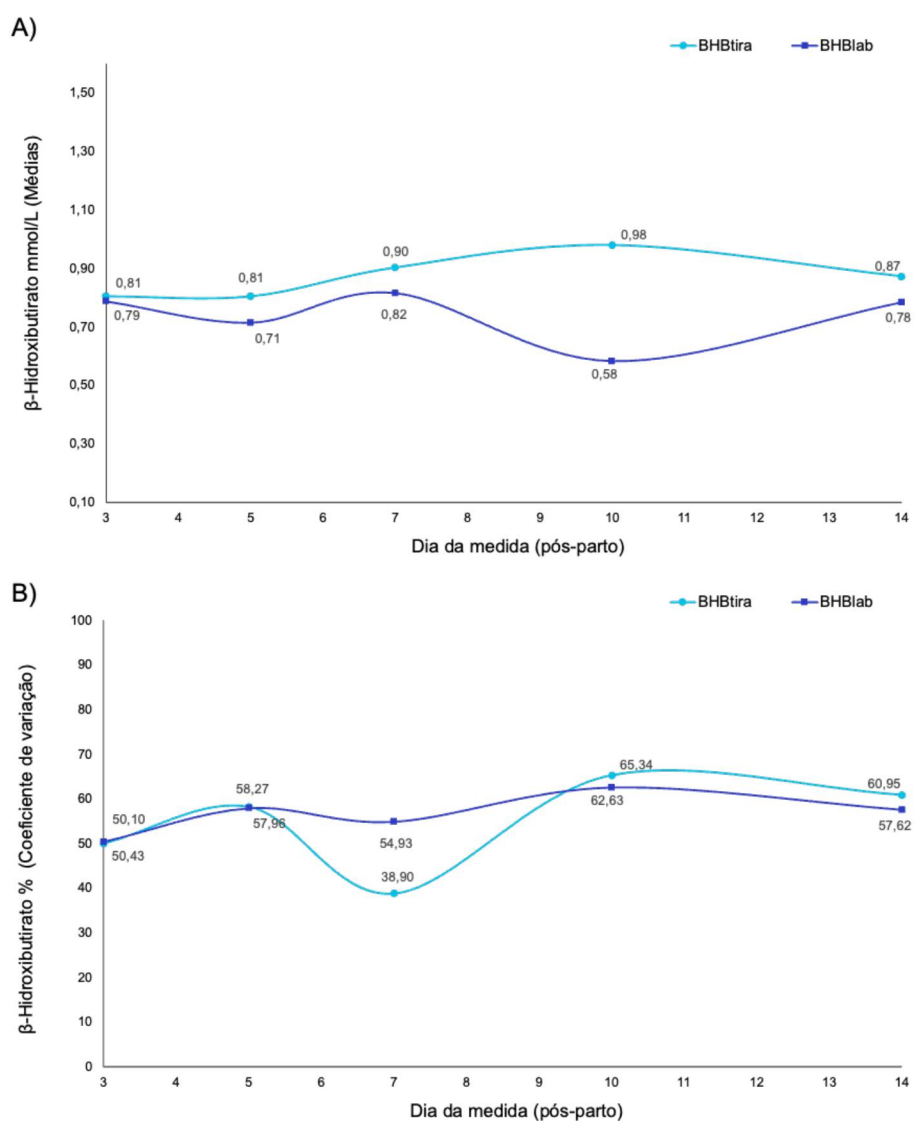 A)
BHBtira BHBlab
β-Hidroxibutirato mmol/L (Médias)
1,50
1,30
1,10
0,90
0,70
0,50
0,30
0,10
0,81 0,81 0,90 0,98 0,87
0,79 0,71 0,82 0,58 0,78
3 4 5 6 7 8 9 10 11 12 13 14
Dia da medida (pós-parto)
B)
BHBtira BHBlab
β-Hidroxibutirato % (Coeficiente de variação)
100
90
80
70
60
50
40
30
20
10
0
50,10 58,27 54,93 65,34 60,95
50,43 57,96 38,90 62,63 57,62
3 4 5 6 7 8 9 10 11 12 13 14
Dia da medida (pós-parto)